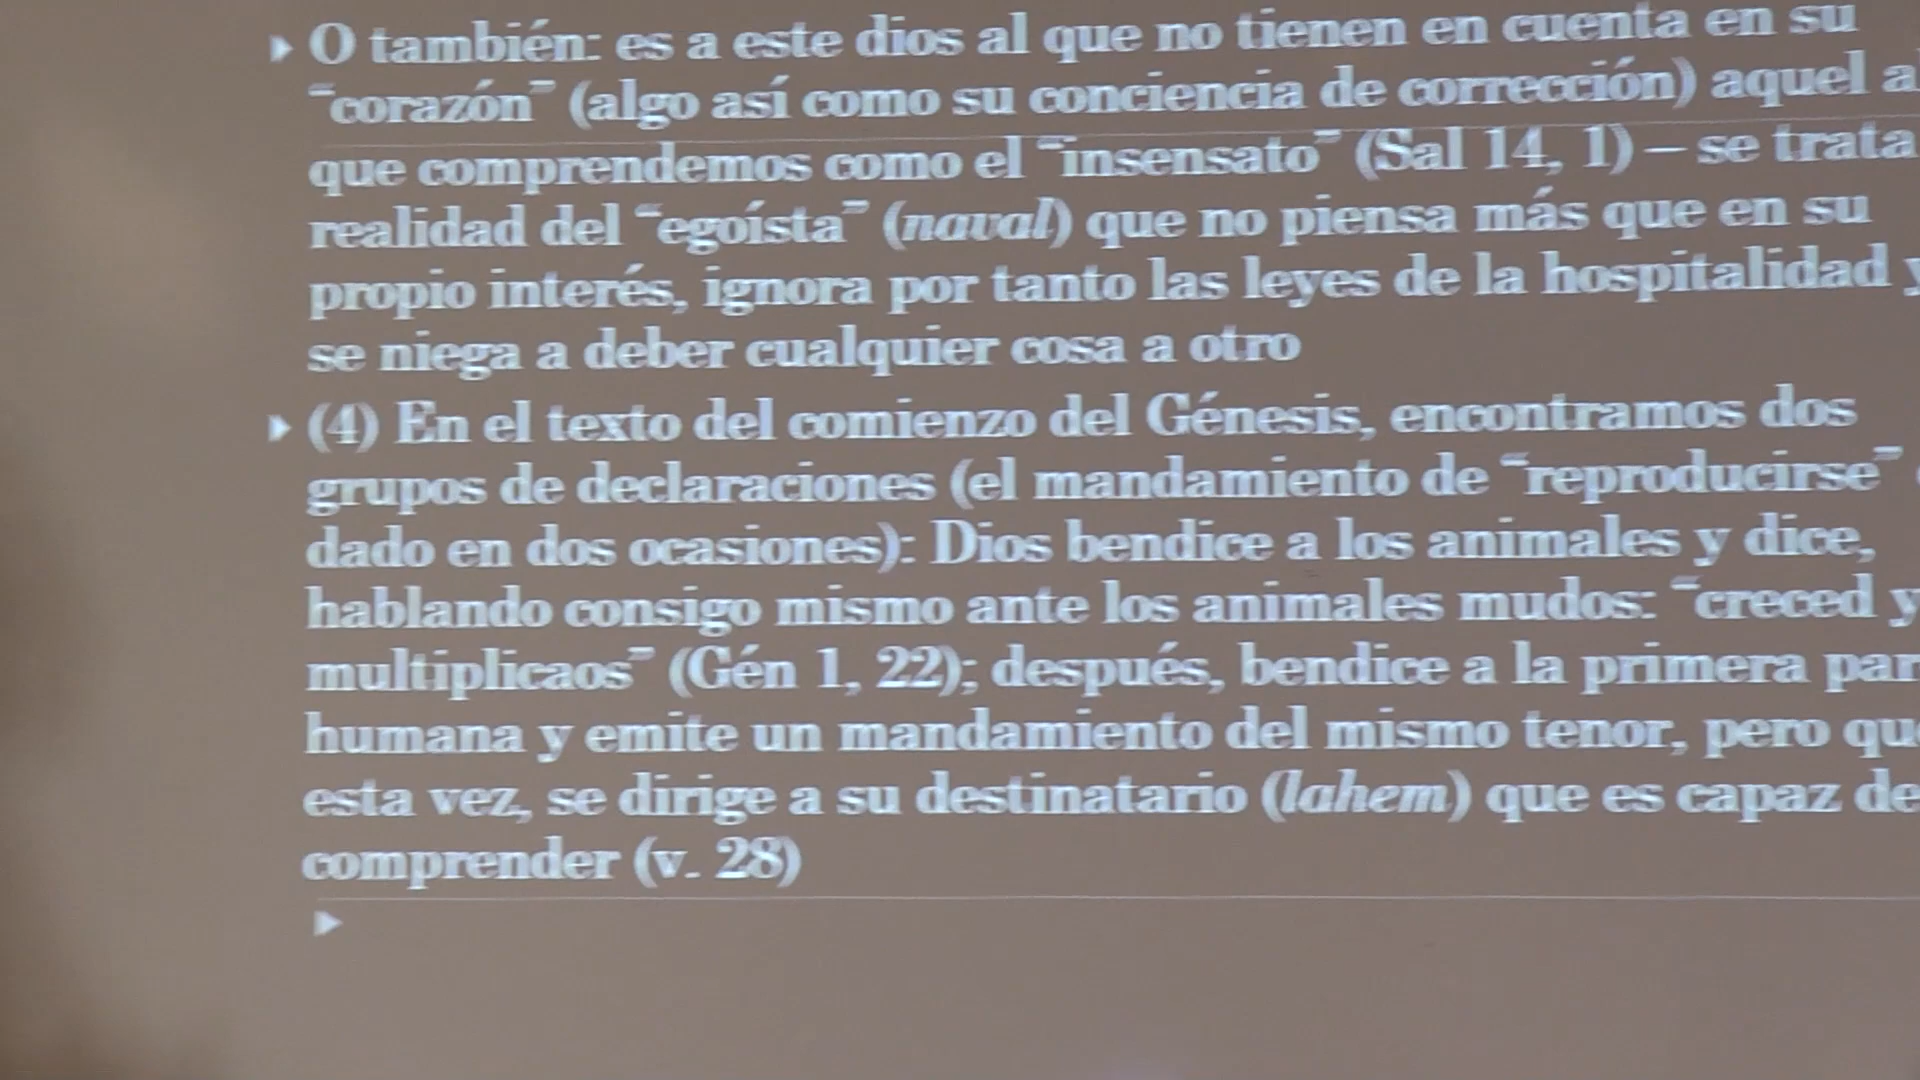 ▸ O también: es a este dios al que no tienen en cuenta en su
“corazón” (algo así como su conciencia de corrección) aquel
que comprendemos como el “insensato” (Sal 14, 1) – se trata
realidad del “egoísta” (naval) que no piensa más que en su
propio interés, ignora por tanto las leyes de la hospitalidad y
se niega a deber cualquier cosa a otro
▸ (4) En el texto del comienzo del Génesis, encontramos dos
grupos de declaraciones (el mandamiento de “reproducirse”
dado en dos ocasiones): Dios bendice a los animales y dice,
hablando consigo mismo ante los animales mudos: “creced y
multiplicaos” (Gén 1, 22); después, bendice a la primera
humana y emite un mandamiento del mismo tenor, pero
esta vez, se dirige a su destinatario (lahem) que es capaz de
comprender (v. 28)